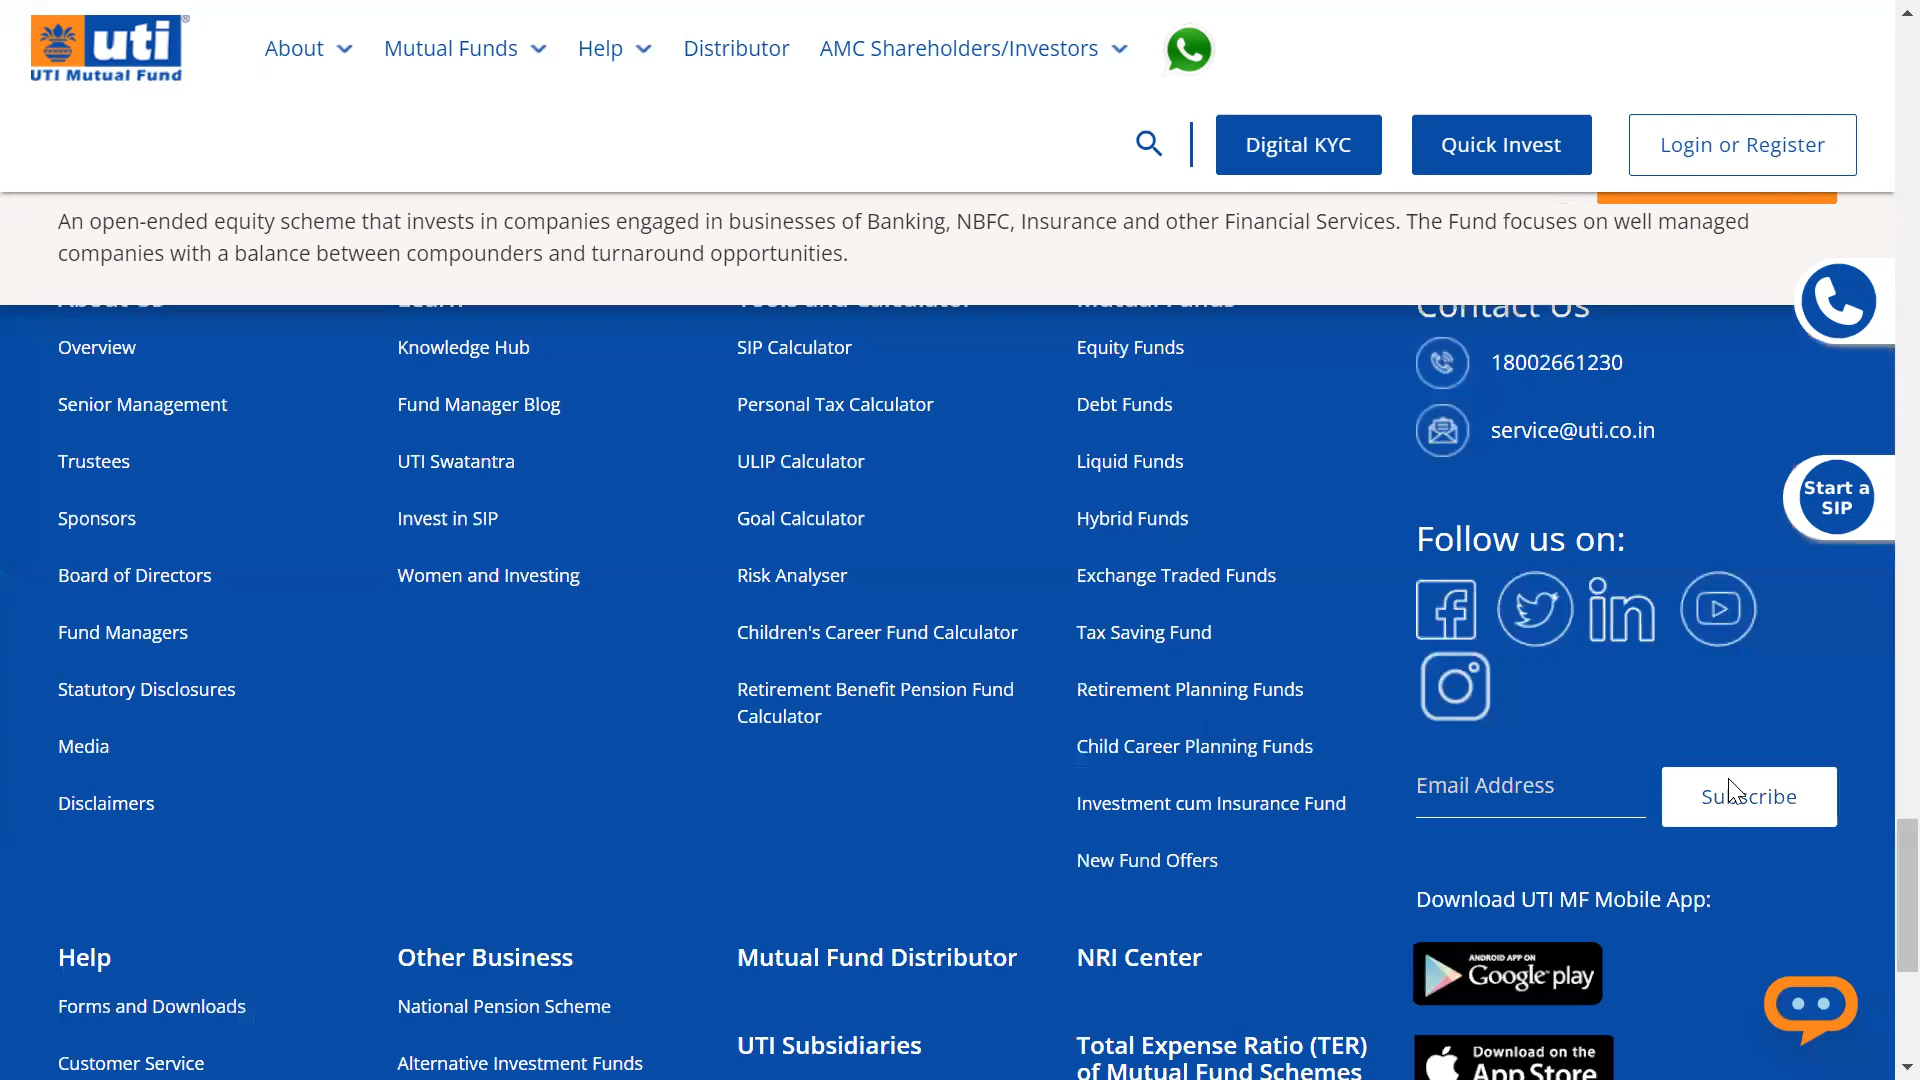 uti
UTI Mutual Fund
About
Mutual Funds
Help
Distributor
AMC Shareholders/Investors
Digital KYC
Quick Invest
Login or Register
An open-ended equity scheme that invests in companies engaged in businesses of Banking, NBFC, Insurance and other Financial Services. The Fund focuses on well managed
companies with a balance between compounders and turnaround opportunities.
Overview
Senior Management
Trustees
Sponsors
Board of Directors
Fund Managers
Statutory Disclosures
Media
Disclaimers
Knowledge Hub
Fund Manager Blog
UTI Swatantra
Invest in SIP
Women and Investing
Tools and Calculator
SIP Calculator
Personal Tax Calculator
ULIP Calculator
Goal Calculator
Risk Analyser
Children's Career Fund Calculator
Retirement Benefit Pension Fund
Calculator
Mutual Funds
Equity Funds
Debt Funds
Liquid Funds
Hybrid Funds
Exchange Traded Funds
Tax Saving Fund
Retirement Planning Funds
Child Career Planning Funds
Investment cum Insurance Fund
New Fund Offers
Contact Us
18002661230
service@uti.co.in
Start a
SIP
Follow us on:
Email Address
Subscribe
Download UTI MF Mobile App:
ANDROID APP ON
Google play
Download on the
App Store
Help
Forms and Downloads
Customer Service
Other Business
National Pension Scheme
Alternative Investment Funds
Mutual Fund Distributor
UTI Subsidiaries
NRI Center
Total Expense Ratio (TER)
of Mutual Fund Schemes